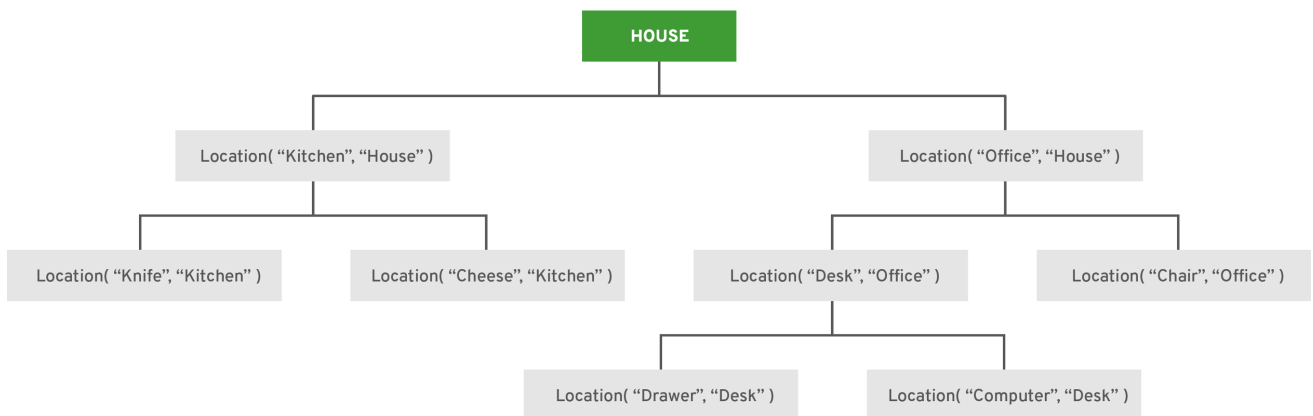 HOUSE
Location( “Kitchen”, “House” )
Location( “Office”, “House” )
Location( “Knife”, “Kitchen” )
Location( “Cheese”, “Kitchen” )
Location( “Desk”, “Office” )
Location( “Chair”, “Office” )
Location( “Drawer”, “Desk” )
Location( “Computer”, “Desk” )